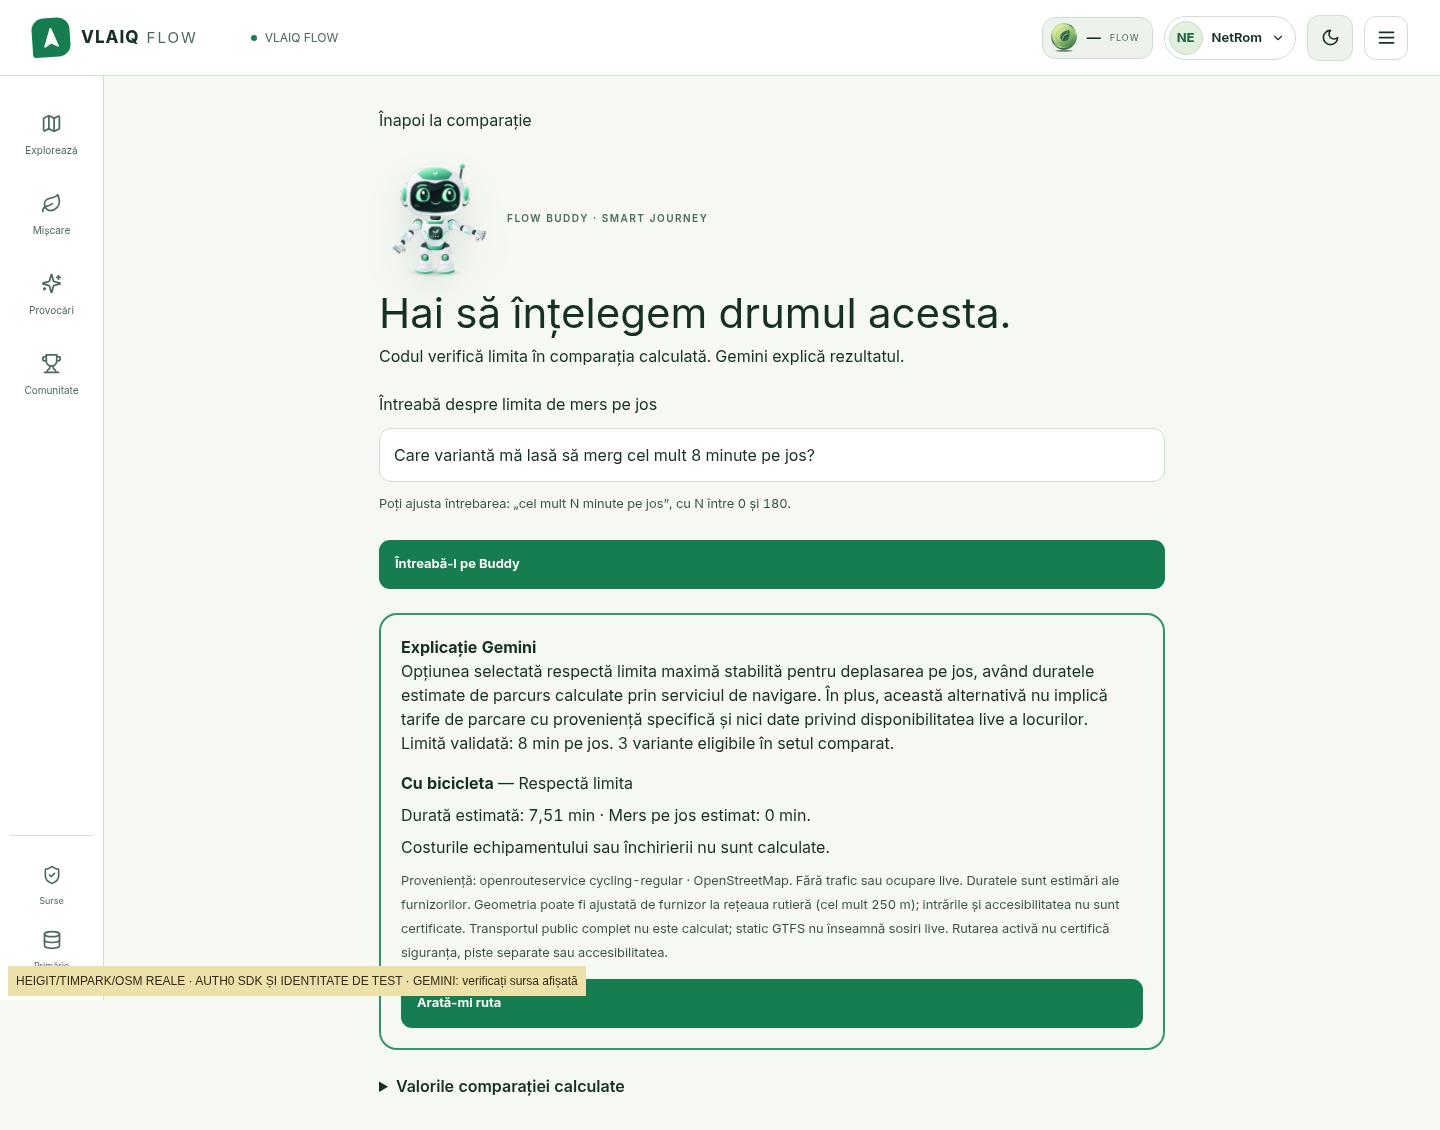 VLAIQ FLOW
VLAIQ FLOW
— FLOW
NE NetRom
Explorează
Mișcare
Provocări
Comunitate
Surse
Primărie
Înapoi la comparație
FLOW BUDDY · SMART JOURNEY
Hai să înțelegem drumul acesta.
Codul verifică limita în comparația calculată. Gemini explică rezultatul.
Întreabă despre limita de mers pe jos
Care variantă mă lasă să merg cel mult 8 minute pe jos?
Poți ajusta întrebarea: „cel mult N minute pe jos”, cu N între 0 și 180.
Întreabă-l pe Buddy
Explicație Gemini
Opțiunea selectată respectă limita maximă stabilită pentru deplasarea pe jos, având duratele
estimate de parcurs calculate prin serviciul de navigare. În plus, această alternativă nu implică
tarife de parcare cu proveniență specifică și nici date privind disponibilitatea live a locurilor.
Limită validată: 8 min pe jos. 3 variante eligibile în setul comparat.
Cu bicicleta — Respectă limita
Durată estimată: 7,51 min · Mers pe jos estimat: 0 min.
Costurile echipamentului sau închirierii nu sunt calculate.
Proveniență: openrouteservice cycling-regular · OpenStreetMap. Fără trafic sau ocupare live. Duratele sunt estimări ale
furnizorilor. Geometria poate fi ajustată de furnizor la rețeaua rutieră (cel mult 250 m); intrările și accesibilitatea nu sunt
certificate. Transportul public complet nu este calculat; static GTFS nu înseamnă sosiri live. Rutarea activă nu certifică
siguranța, piste separate sau accesibilitatea.
HEIGIT/TIMPARK/OSM REALE · AUTH0 SDK ȘI IDENTITATE DE TEST · GEMINI: verificați sursa afișată
Arată-mi ruta
Valorile comparației calculate